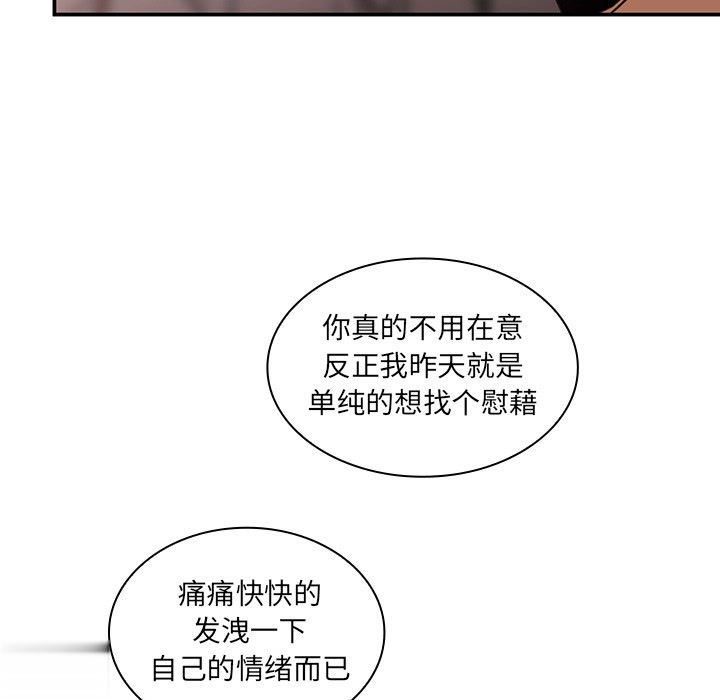 你真的不用在意
反正我昨天就是
单纯的想找个慰藉
痛痛快快的
发洩一下
自己的情绪而已